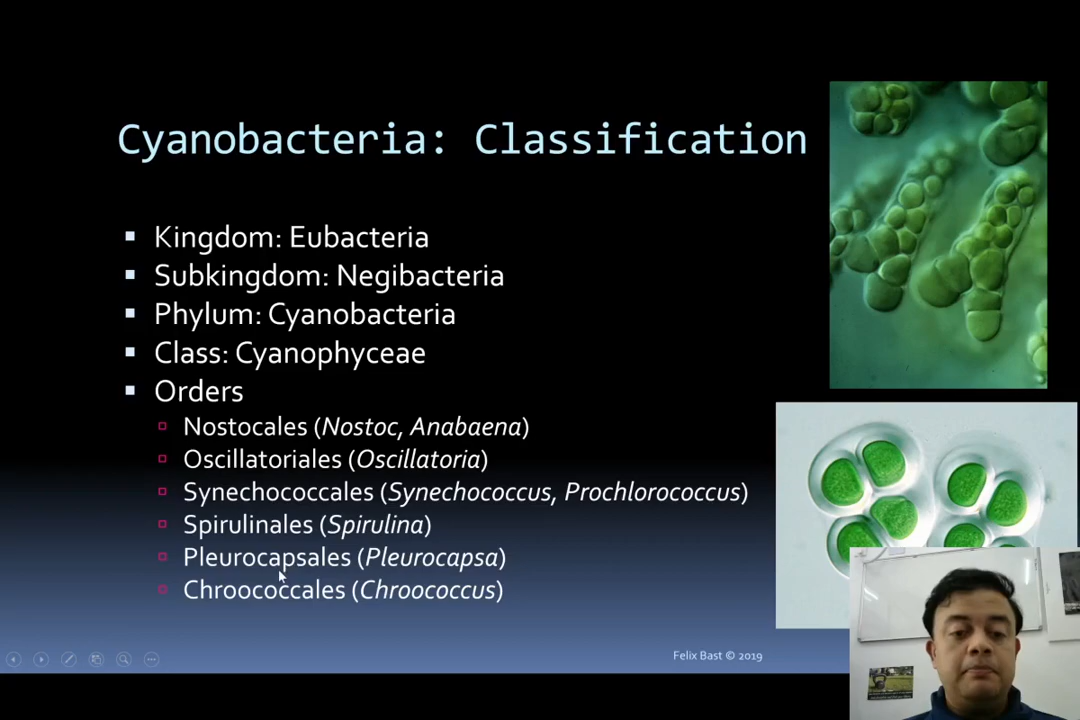 Cyanobacteria: Classification
Kingdom: Eubacteria
Subkingdom: Negibacteria
Phylum: Cyanobacteria
Class: Cyanophyceae
Orders
Nostocales (Nostoc, Anabaena)
Oscillatoriales (Oscillatoria)
Synechococcales (Synechococcus, Prochlorococcus)
Spirulinales (Spirulina)
Pleurocapsales (Pleurocapsa)
Chroococcales (Chroococcus)
Felix Bast © 2019